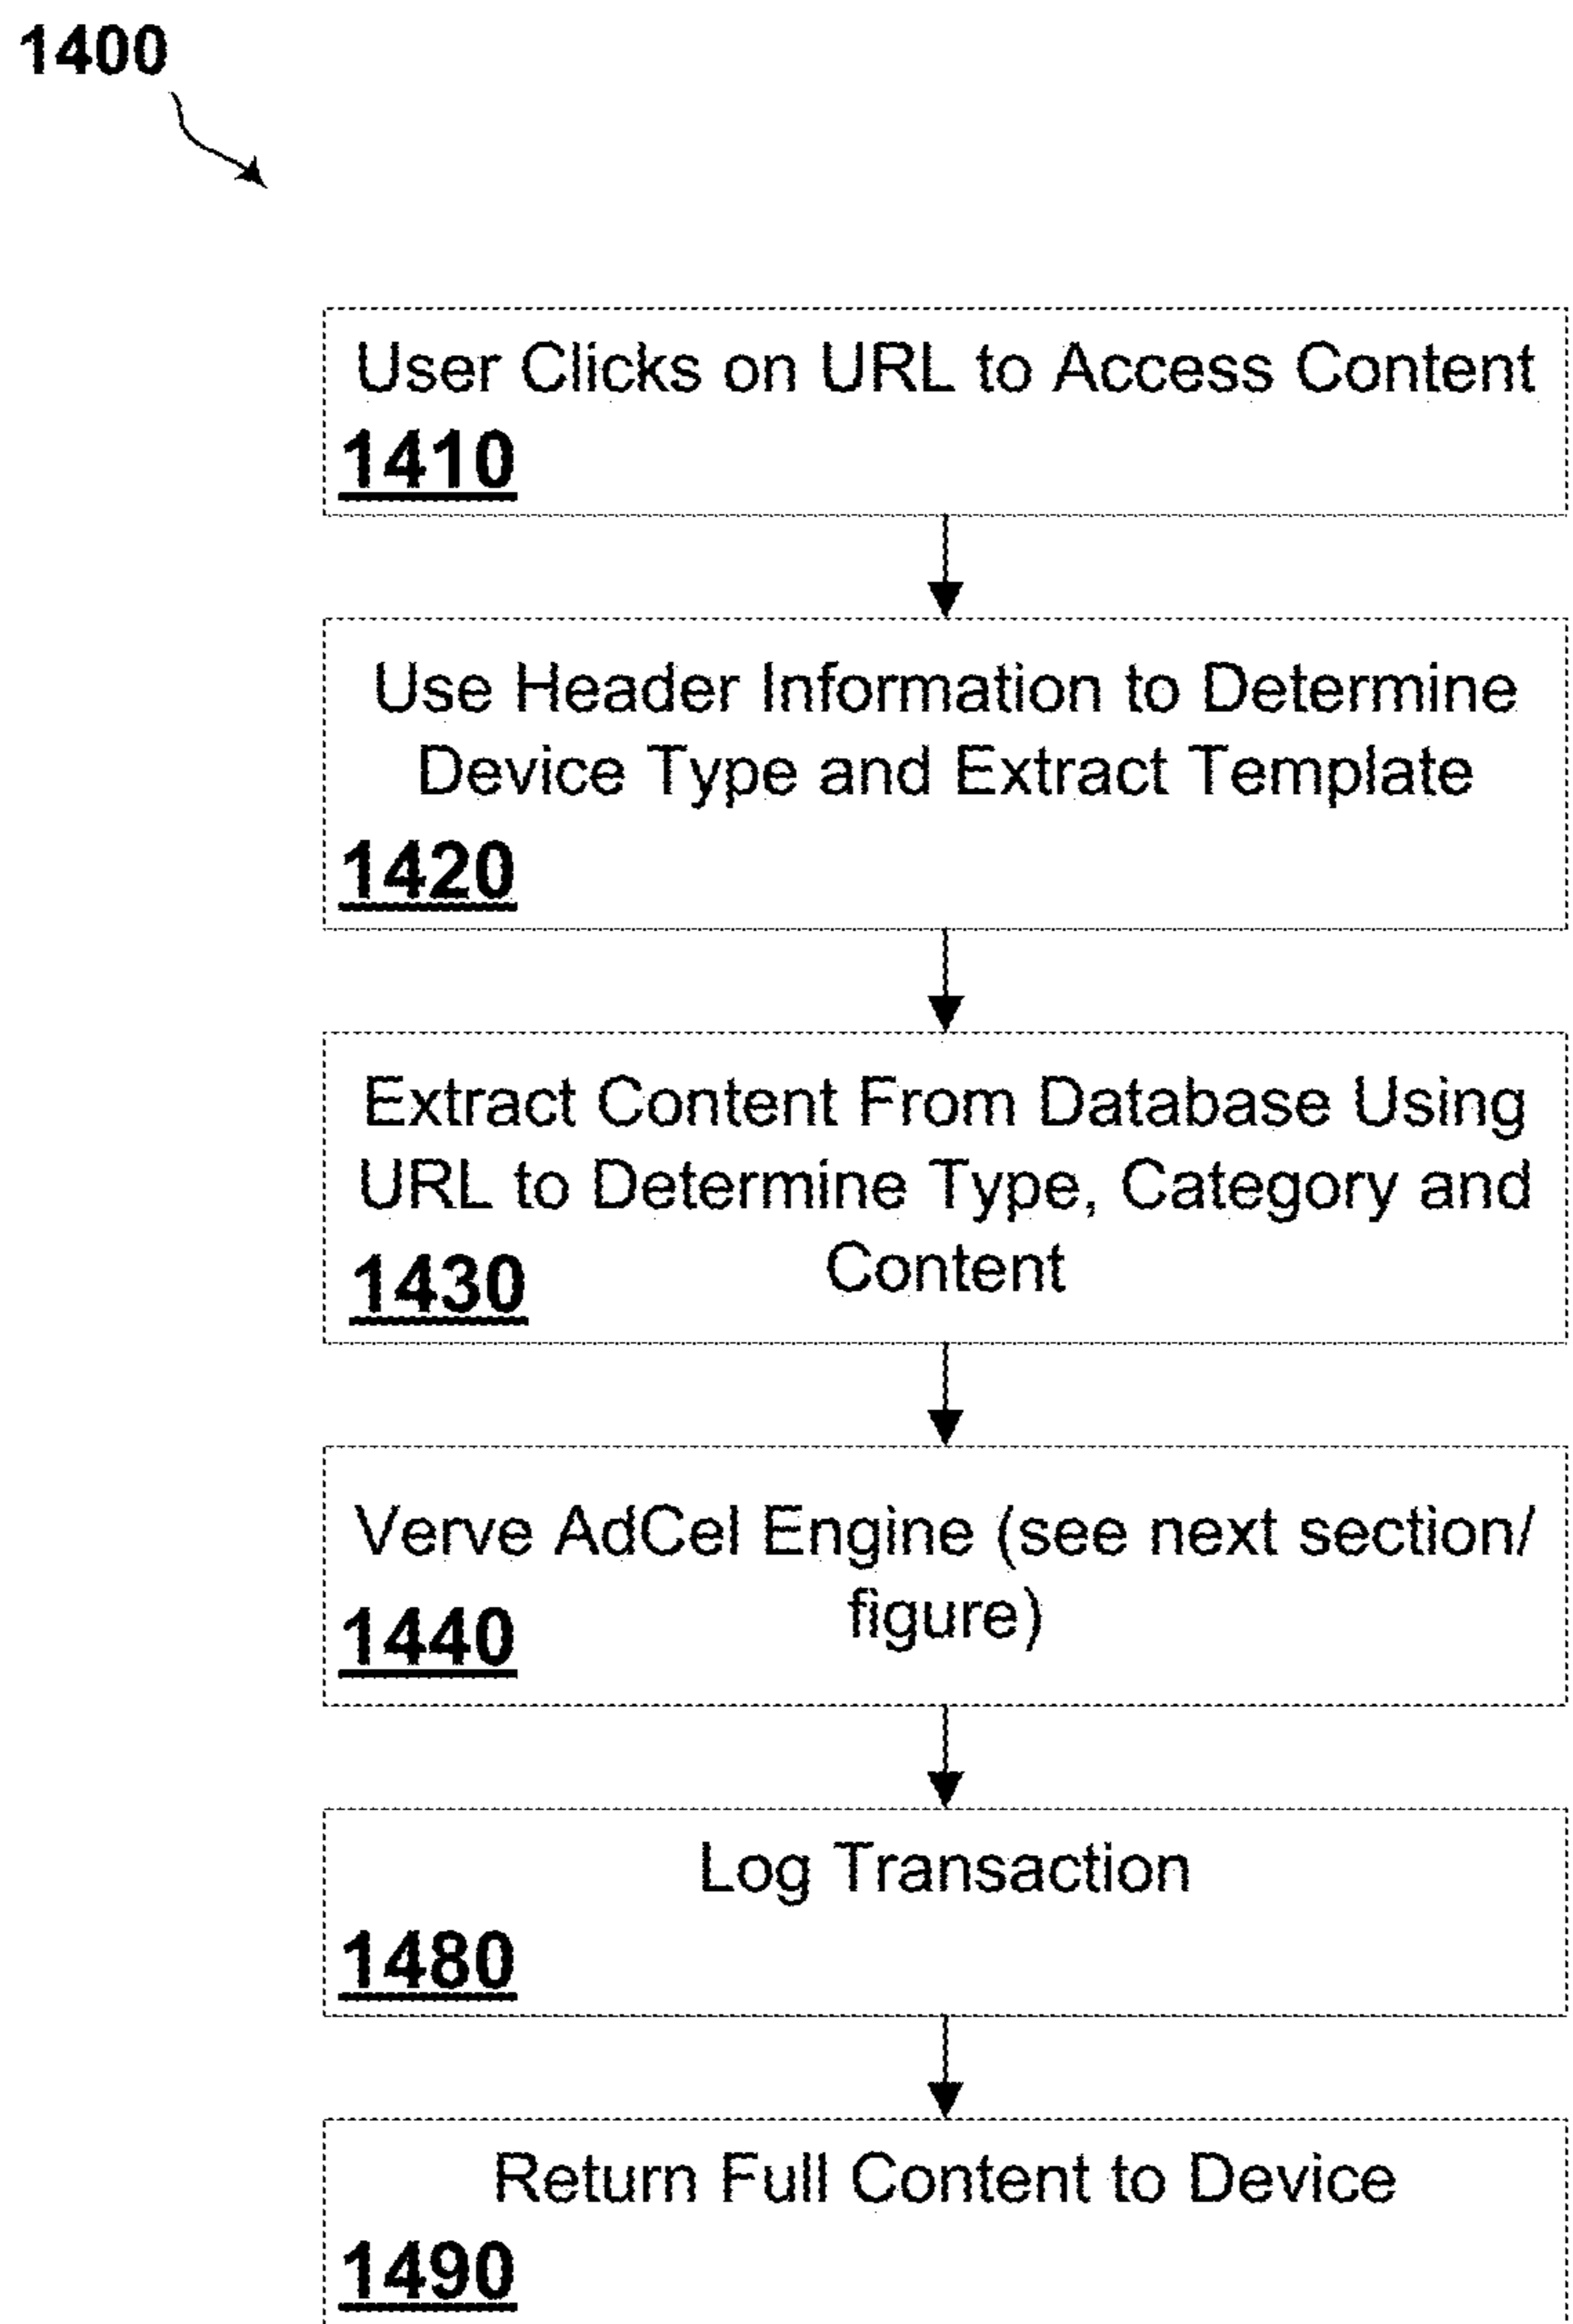 1400
User Clicks on URL to Access Content
1410
Use Header Information to Determine
Device Type and Extract Template
1420
Extract Content From Database Using
URL to Determine Type, Category and
Content
1430
Verve AdCel Engine (see next section/
figure)
1440
Log Transaction
1480
Return Full Content to Device
1490